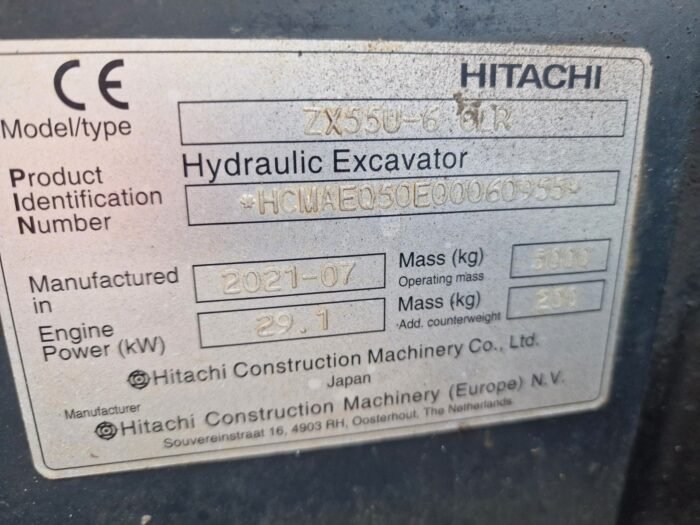 CE HITACHI
Model/type ZX55U-6 CLR
Hydraulic Excavator
Product
Identification
Number
Manufactured
in 2021-07
Mass (kg)
Operating mass
Engine
Power (kW) 29.1
Mass (kg)
Add. counterweight
Hitachi Construction Machinery Co., Ltd.
Japan
Manufacturer
Hitachi Construction Machinery (Europe) N.V.
Souvereinstraat 16, 4903 RH, Oosterhout, The Netherlands